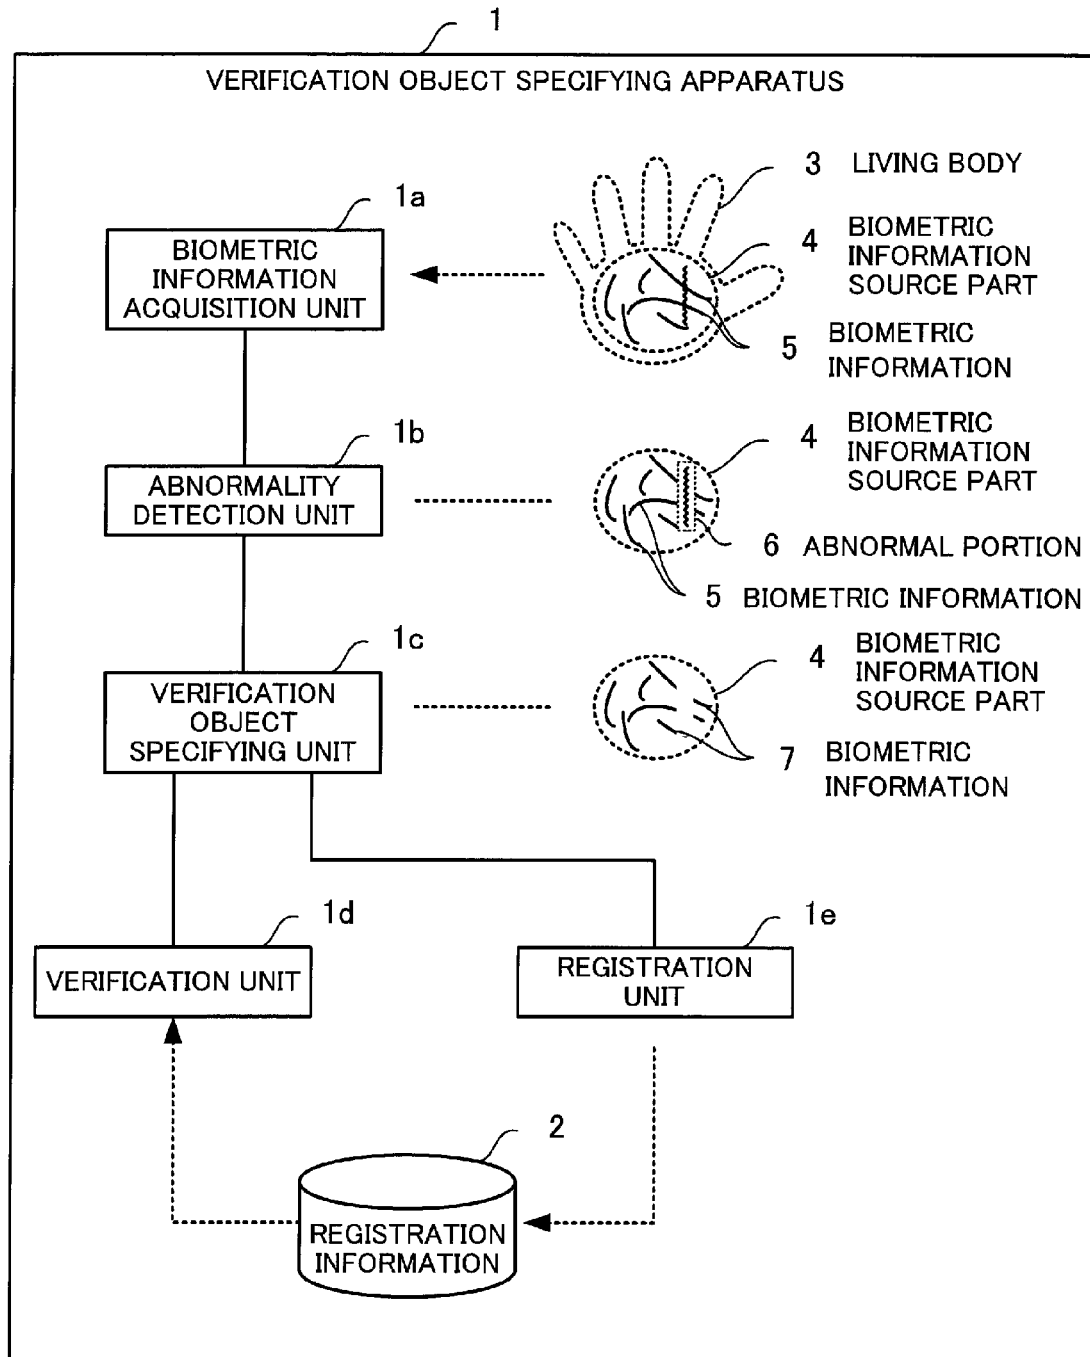 1
VERIFICATION OBJECT SPECIFYING APPARATUS
1a
BIOMETRIC
INFORMATION
ACQUISITION UNIT
3 LIVING BODY
4 BIOMETRIC
INFORMATION
SOURCE PART
5 BIOMETRIC
INFORMATION
1b
ABNORMALITY
DETECTION UNIT
4 BIOMETRIC
INFORMATION
SOURCE PART
6 ABNORMAL PORTION
5 BIOMETRIC INFORMATION
1c
VERIFICATION
OBJECT
SPECIFYING UNIT
4 BIOMETRIC
INFORMATION
SOURCE PART
7 BIOMETRIC
INFORMATION
1d
VERIFICATION UNIT
1e
REGISTRATION
UNIT
2
REGISTRATION
INFORMATION